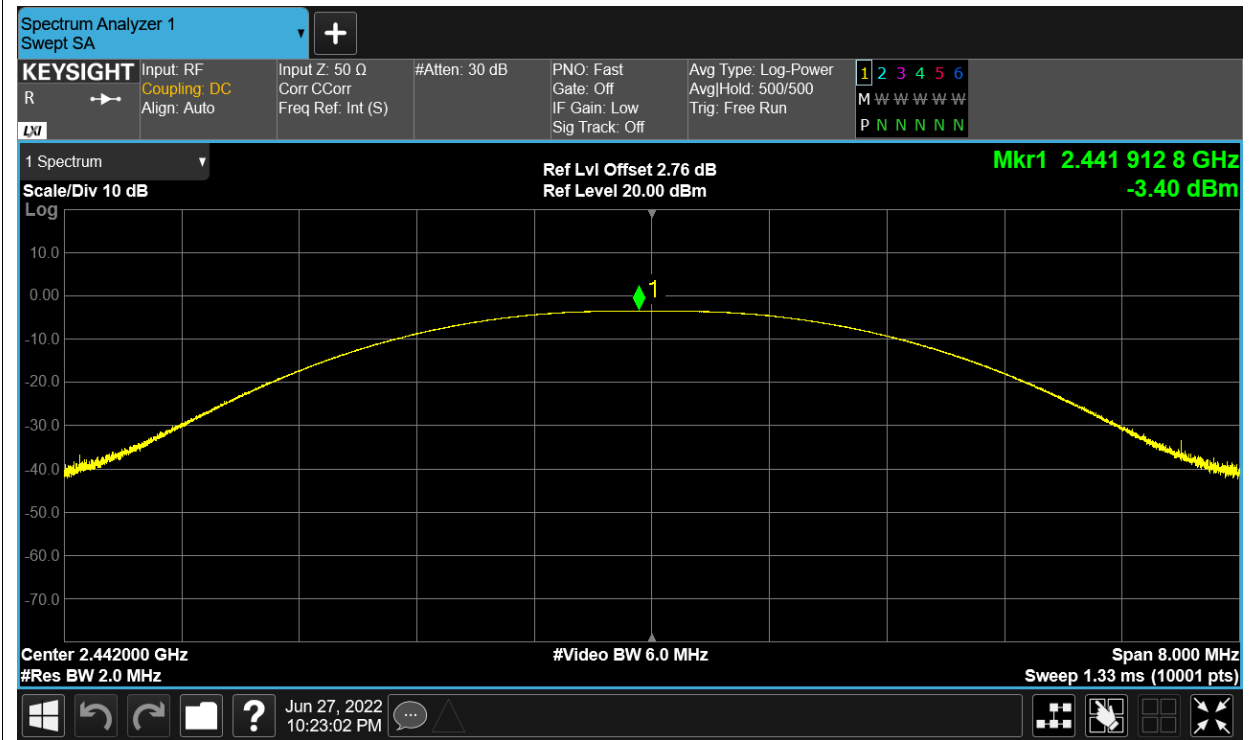 Spectrum Analyzer 1
Swept SA
KEYSIGHT
R
LXI
Input: RF
Coupling: DC
Align: Auto
Input Z: 50 Ω
Corr CCorr
Freq Ref: Int (S)
#Atten: 30 dB
PNO: Fast
Gate: Off
IF Gain: Low
Sig Track: Off
Avg Type: Log-Power
Avg|Hold: 500/500
Trig: Free Run
1 2 3 4 5 6
M W W W W W
P N N N N N
1 Spectrum
Scale/Div 10 dB
Ref Lvl Offset 2.76 dB
Ref Level 20.00 dBm
Mkr1 2.441 912 8 GHz
-3.40 dBm
Log
10.0
0.00
-10.0
-20.0
-30.0
-40.0
-50.0
-60.0
-70.0
1
Center 2.442000 GHz
#Res BW 2.0 MHz
#Video BW 6.0 MHz
Span 8.000 MHz
Sweep 1.33 ms (10001 pts)
?
Jun 27, 2022
10:23:02 PM